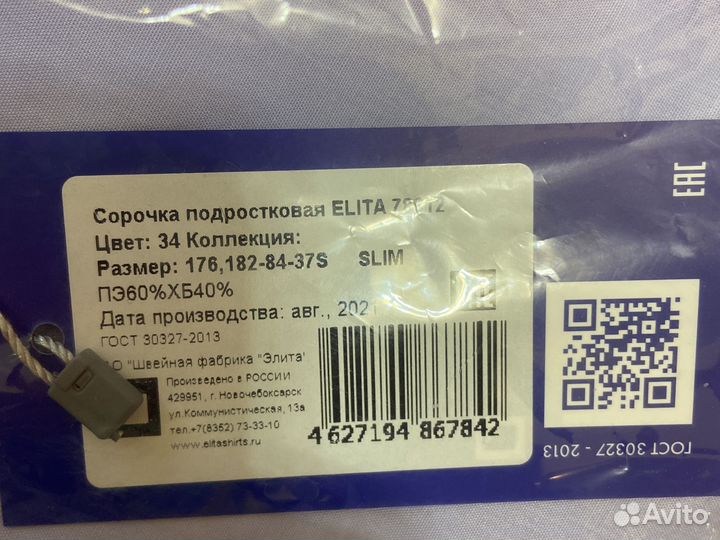 Сорочка подростковая ELITA
Цвет: 34 Коллекция:
Размер: 176,182-84-37S SLIM
ПЭ60%ХБ40%
Дата производства: авг., 2021
ГОСТ 30327-2013
"Швейная фабрика "Элита"
Произведено в РОССИИ
429951, г. Новочебоксарск
ул.Коммунистическая, 13а
тел.+7(8352) 73-33-10
www.elitashirts.ru
4 627194 867842
EAC
ГОСТ 30327 - 2013
Avito